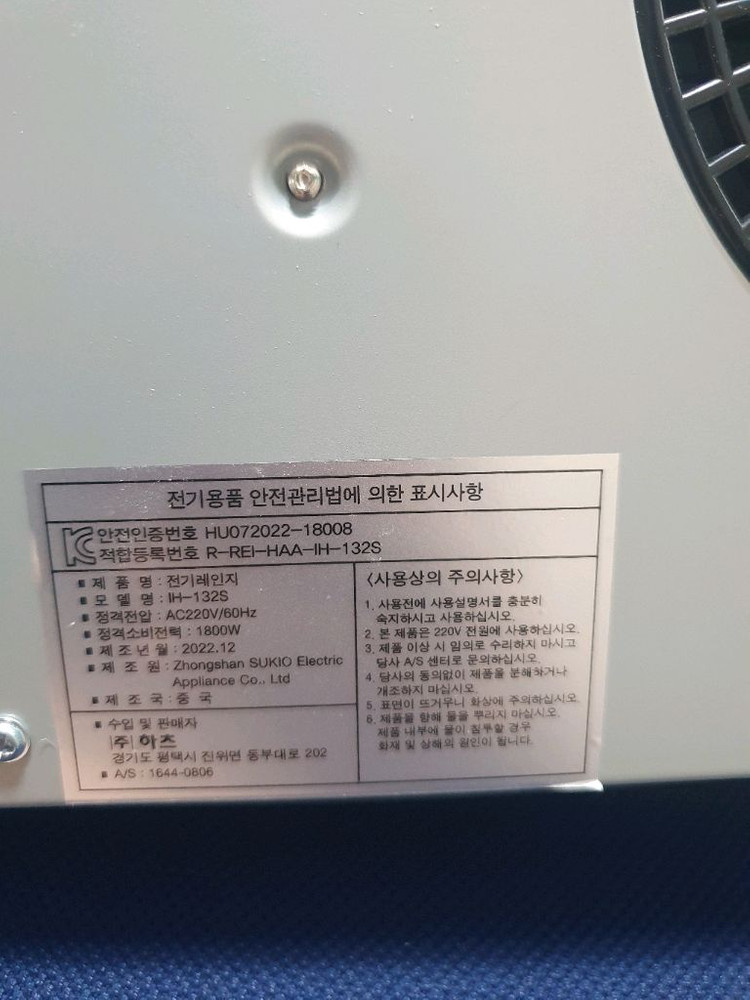 전기용품 안전관리법에 의한 표시사항
안전인증번호 HU072022-18008
적합등록번호 R-REI-HAA-IH-132S
■ 제 품 명 : 전기레인지
■ 모 델 명 : IH-132S
■ 정격전압 : AC220V/60Hz
■ 정격소비전력 : 1800W
■ 제 조 년 월 : 2022.12
■ 제 조 원 : Zhongshan SUKIO Electric
Appliance Co., Ltd
■ 제 조 국 : 중 국
■ 수입 및 판매자
(주) 하츠
경기도 평택시 진위면 동부대로 202
■ A/S : 1644-0806
〈사용상의 주의사항〉
1. 사용전에 사용설명서를 충분히
숙지하시고 사용하십시오.
2. 본 제품은 220V 전원에 사용하십시오.
3. 제품 이상 시 임의로 수리하지 마시고
당사 A/S 센터로 문의하십시오.
4. 당사의 동의없이 제품을 분해하거나
개조하지 마십시오.
5. 표면이 뜨거우니 화상에 주의하십시오.
6. 제품을 향해 물을 뿌리지 마십시오.
제품 내부에 물이 침투할 경우
화재 및 상해의 원인이 됩니다.